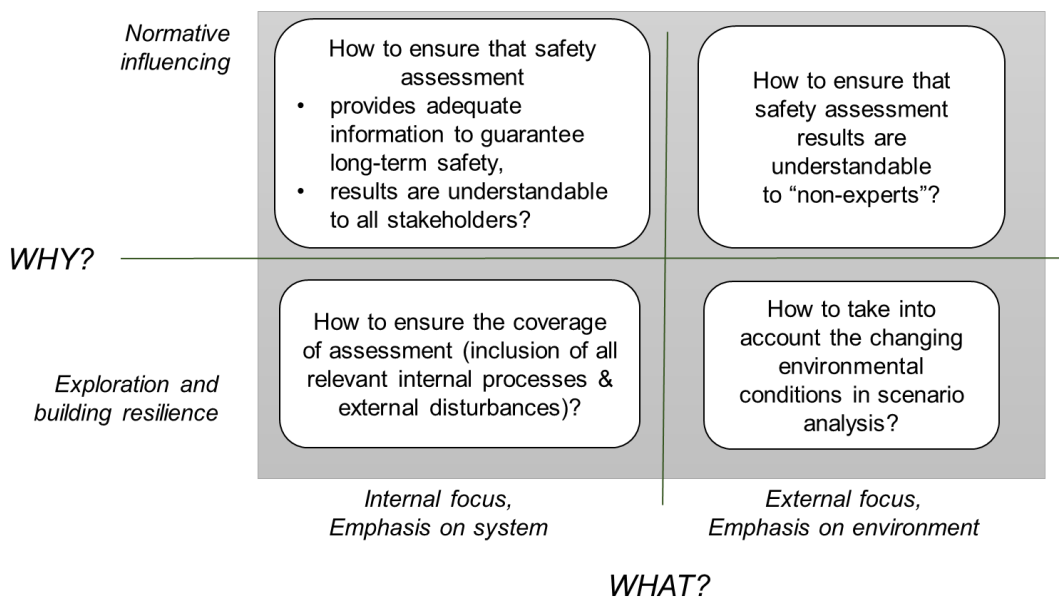 Normative
influencing
How to ensure that safety
assessment
• provides adequate
information to guarantee
long-term safety,
• results are understandable
to all stakeholders?
How to ensure that
safety assessment
results are
understandable
to “non-experts”?
WHY?
Exploration and
building resilience
How to ensure the coverage
of assessment (inclusion of all
relevant internal processes &
external disturbances)?
How to take into
account the changing
environmental
conditions in scenario
analysis?
Internal focus,
Emphasis on system
External focus,
Emphasis on environment
WHAT?